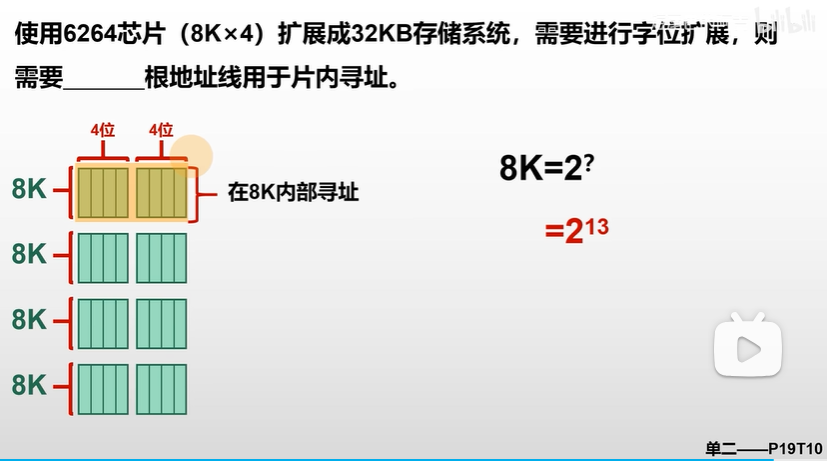 使用6264芯片（8K×4）扩展成32KB存储系统，需要进行字位扩展，则
需要______根地址线用于片内寻址。
4位 4位
8K
在8K内部寻址
8K
8K
8K
8K=2?
=2¹³
单二——P19T10